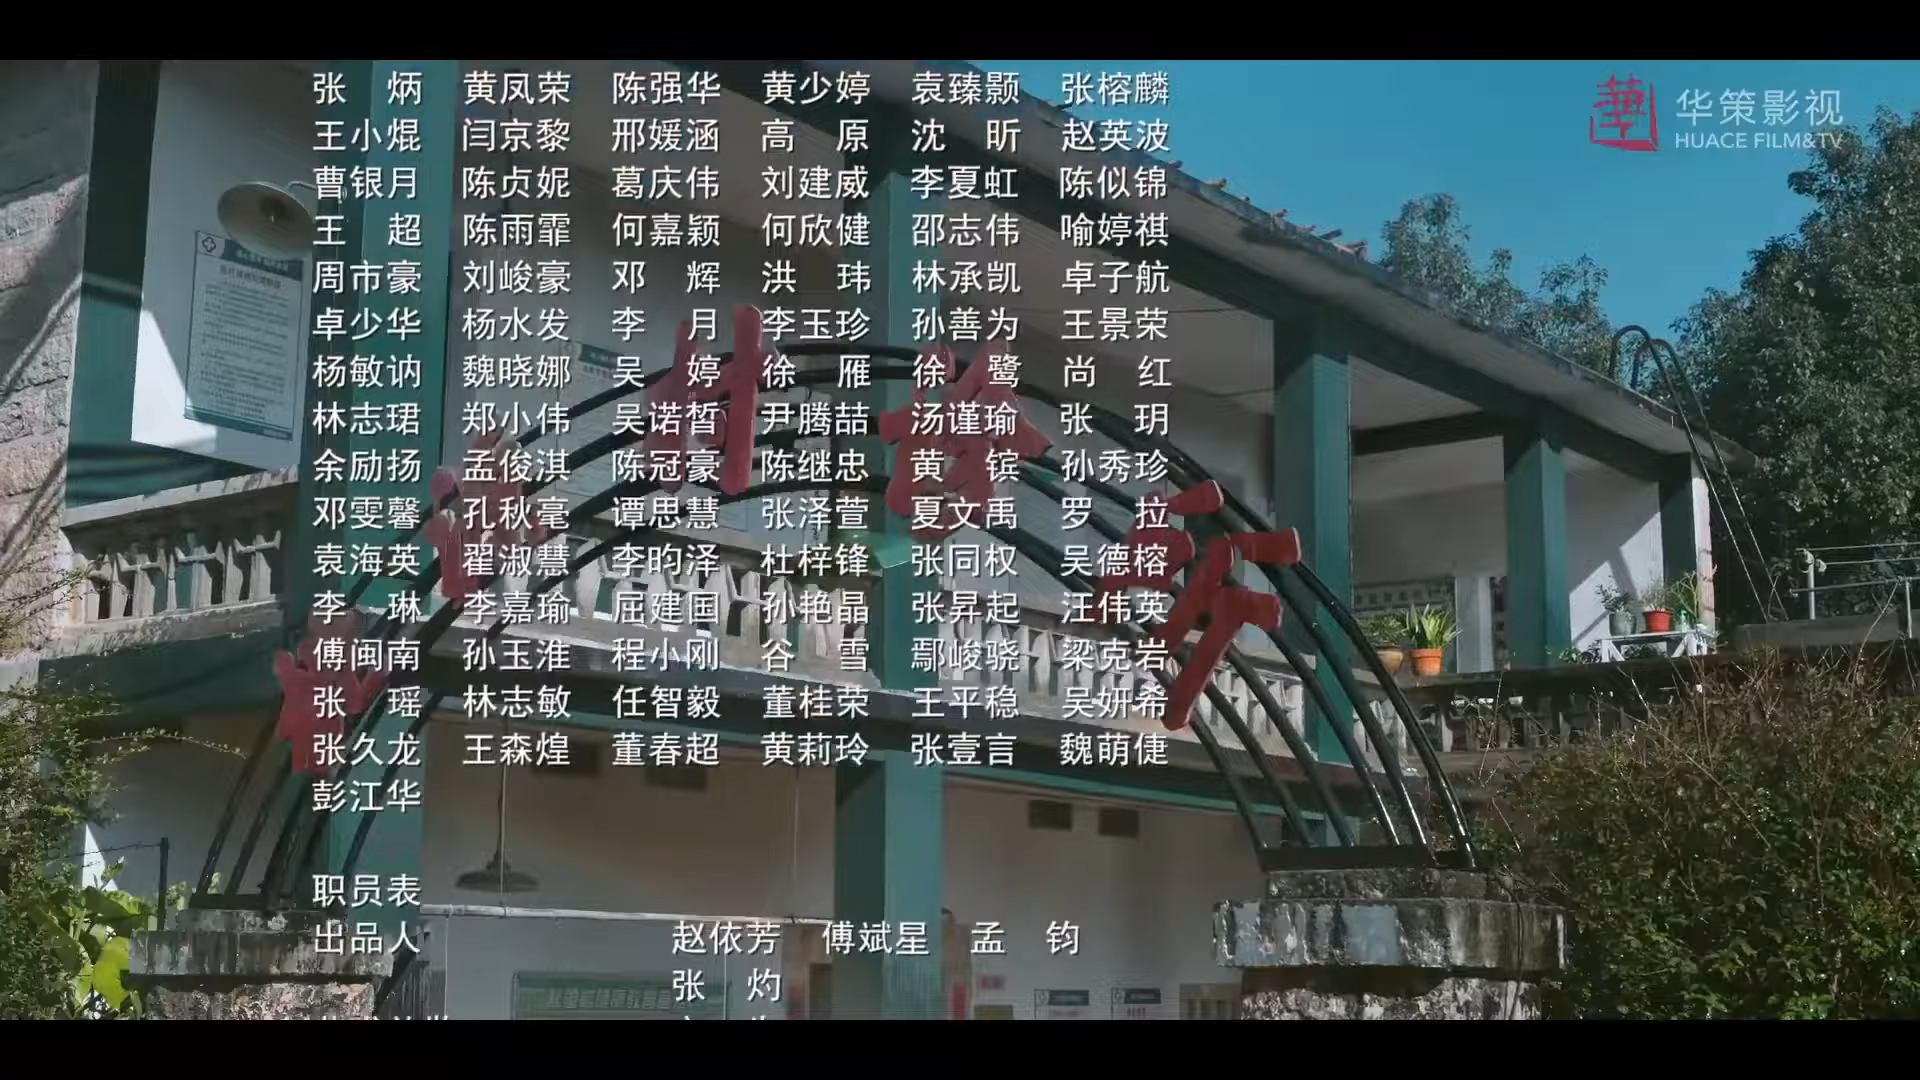 华策影视
HUACE FILM&TV
张 炳 黄凤荣 陈强华 黄少婷 袁臻颢 张榕麟
王小焜 闫京黎 邢媛涵 高 原 沈 昕 赵英波
曹银月 陈贞妮 葛庆伟 刘建威 李夏虹 陈似锦
王 超 陈雨霏 何嘉颖 何欣健 邵志伟 喻婷祺
周市豪 刘峻豪 邓 辉 洪 玮 林承凯 卓子航
卓少华 杨水发 李 月 李玉珍 孙善为 王景荣
杨敏讷 魏晓娜 吴 婷 徐 雁 徐 鹭 尚 红
林志珺 郑小伟 吴诺皙 尹腾喆 汤谨瑜 张 玥
余励扬 孟俊淇 陈冠豪 陈继忠 黄 镔 孙秀珍
邓雯馨 孔秋毫 谭思慧 张泽萱 夏文禹 罗 拉
袁海英 翟淑慧 李昀泽 杜梓锋 张同权 吴德榕
李 琳 李嘉瑜 屈建国 孙艳晶 张昇起 汪伟英
傅闽南 孙玉淮 程小刚 谷 雪 鄢峻骁 梁克岩
张 瑶 林志敏 任智毅 董桂荣 王平稳 吴妍希
张久龙 王森煌 董春超 黄莉玲 张壹言 魏萌倢
彭江华
职员表
出品人 赵依芳 傅斌星 孟 钧
张 灼